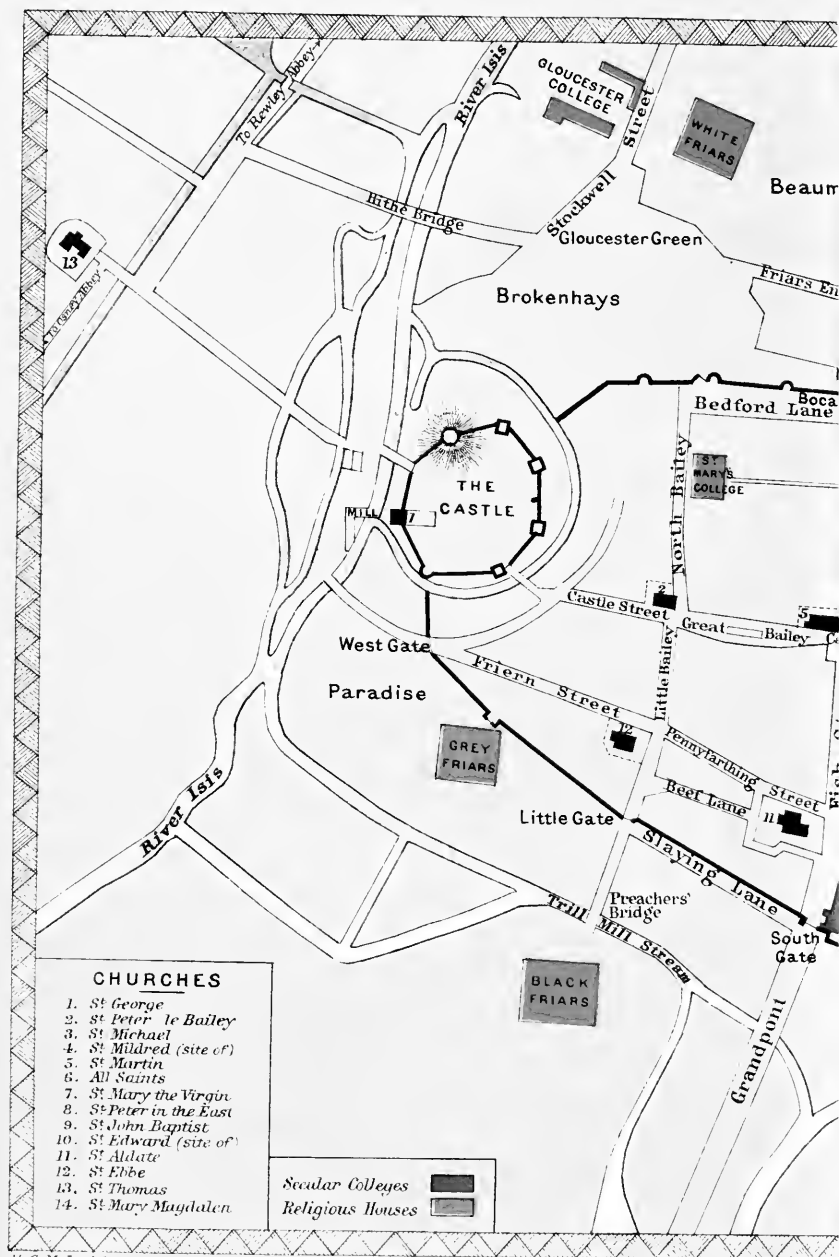 To Rewley Abbey
River Isis
GLOUCESTER
COLLEGE
Street
WHITE
FRIARS
Beaum
Hithe Bridge
Stockwell
Gloucester Green
13
To Osney Abbey
Brokenhays
Friars En
Boca
Bedford Lane
THE
CASTLE
North Bailey
ST
MARY'S
COLLEGE
MILL
1
2
5
Castle Street
Great Bailey
Ca
West Gate
Little Bailey
Friern Street
Paradise
12
GREY
FRIARS
Pennyfarthing Street
Beef Lane
11
River Isis
Little Gate
Slaying Lane
Preachers'
Bridge
Trill Mill Stream
South
Gate
BLACK
FRIARS
Grandpont
CHURCHES
1. St George
2. St Peter le Bailey
3. St Michael
4. St Mildred (site of)
5. St Martin
6. All Saints
7. St Mary the Virgin
8. St Peter in the East
9. St John Baptist
10. St Edward (site of)
11. St Aldate
12. St Ebbe
13. St Thomas
14. St Mary Magdalen
Secular Colleges
Religious Houses